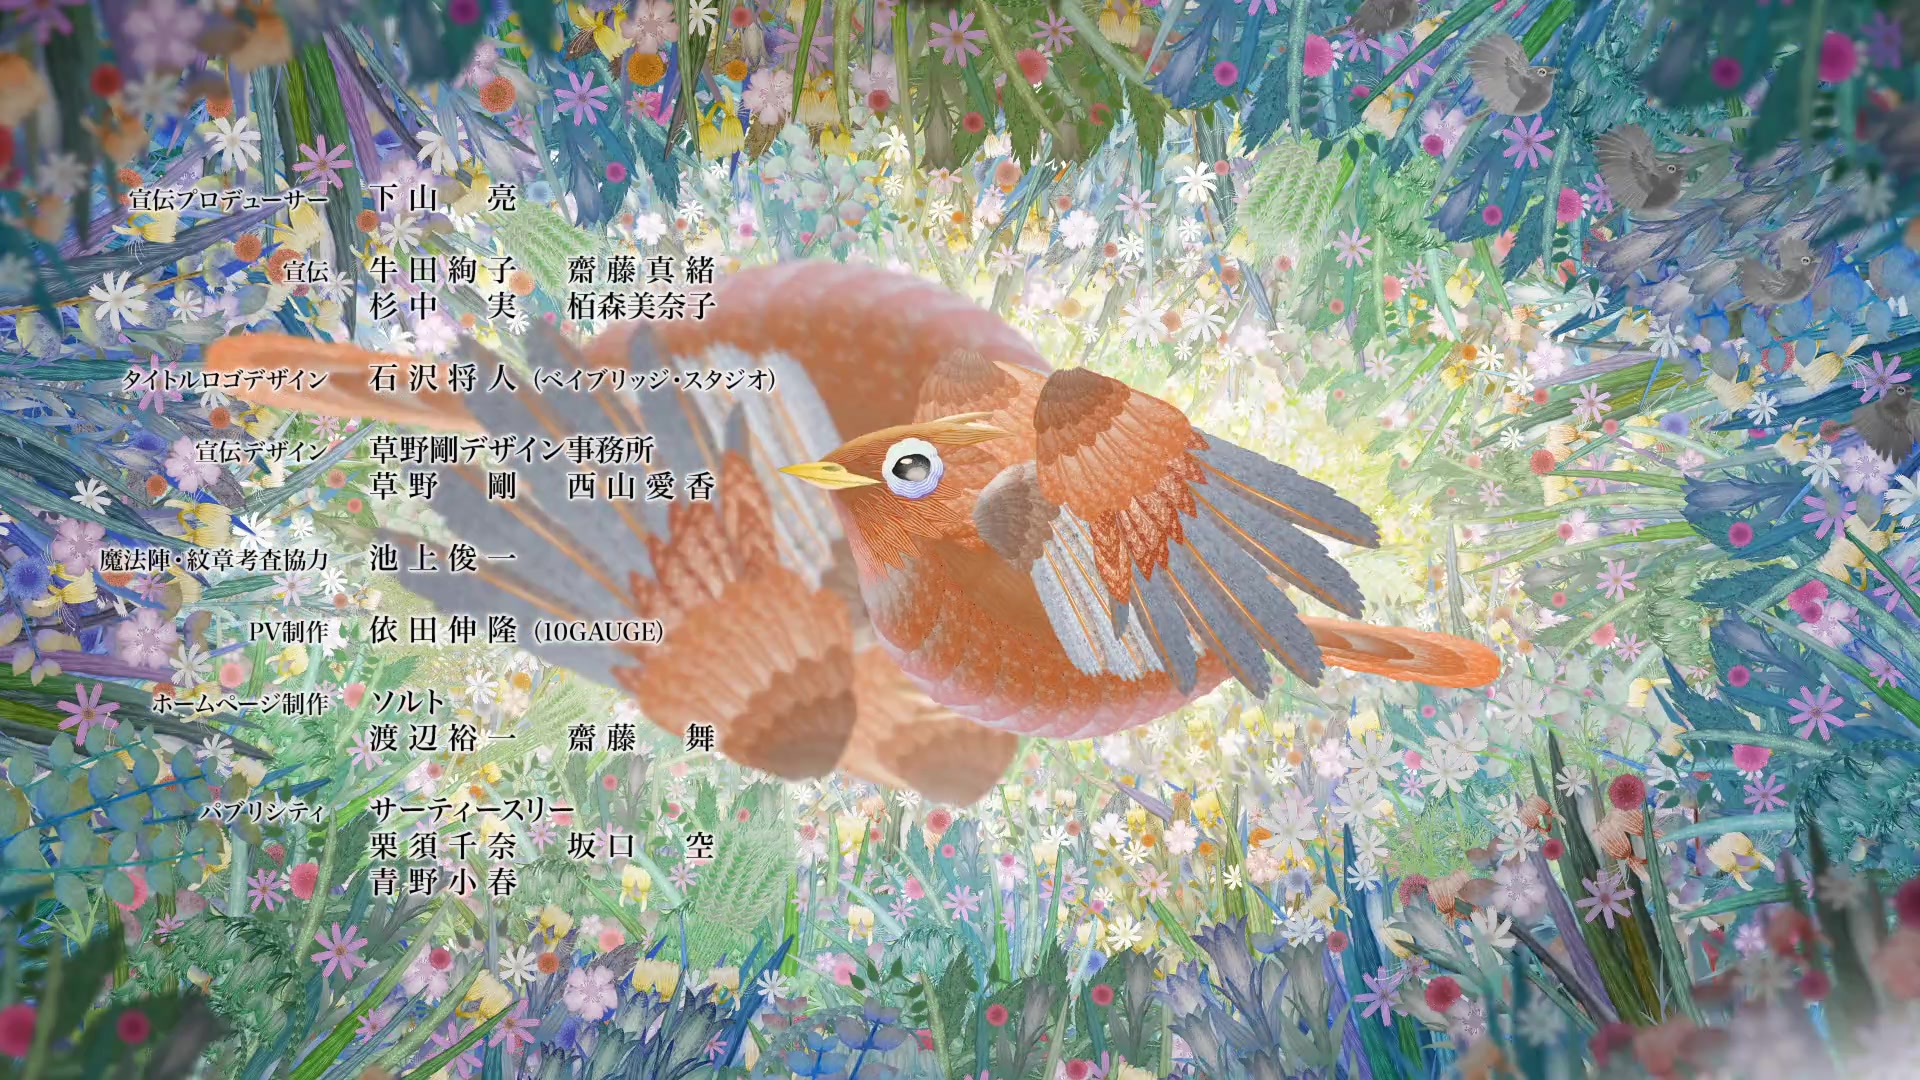 宣伝プロデューサー 下山 亮
宣伝 牛田絢子 齋藤真緒
杉中 実 栢森美奈子
タイトルロゴデザイン 石沢将人（ベイブリッジ・スタジオ）
宣伝デザイン 草野剛デザイン事務所
草野 剛 西山愛香
魔法陣・紋章考査協力 池上俊一
PV制作 依田伸隆（10GAUGE）
ホームページ制作 ソルト
渡辺裕一 齋藤 舞
パブリシティ サーティースリー
栗須千奈 坂口 空
青野小春